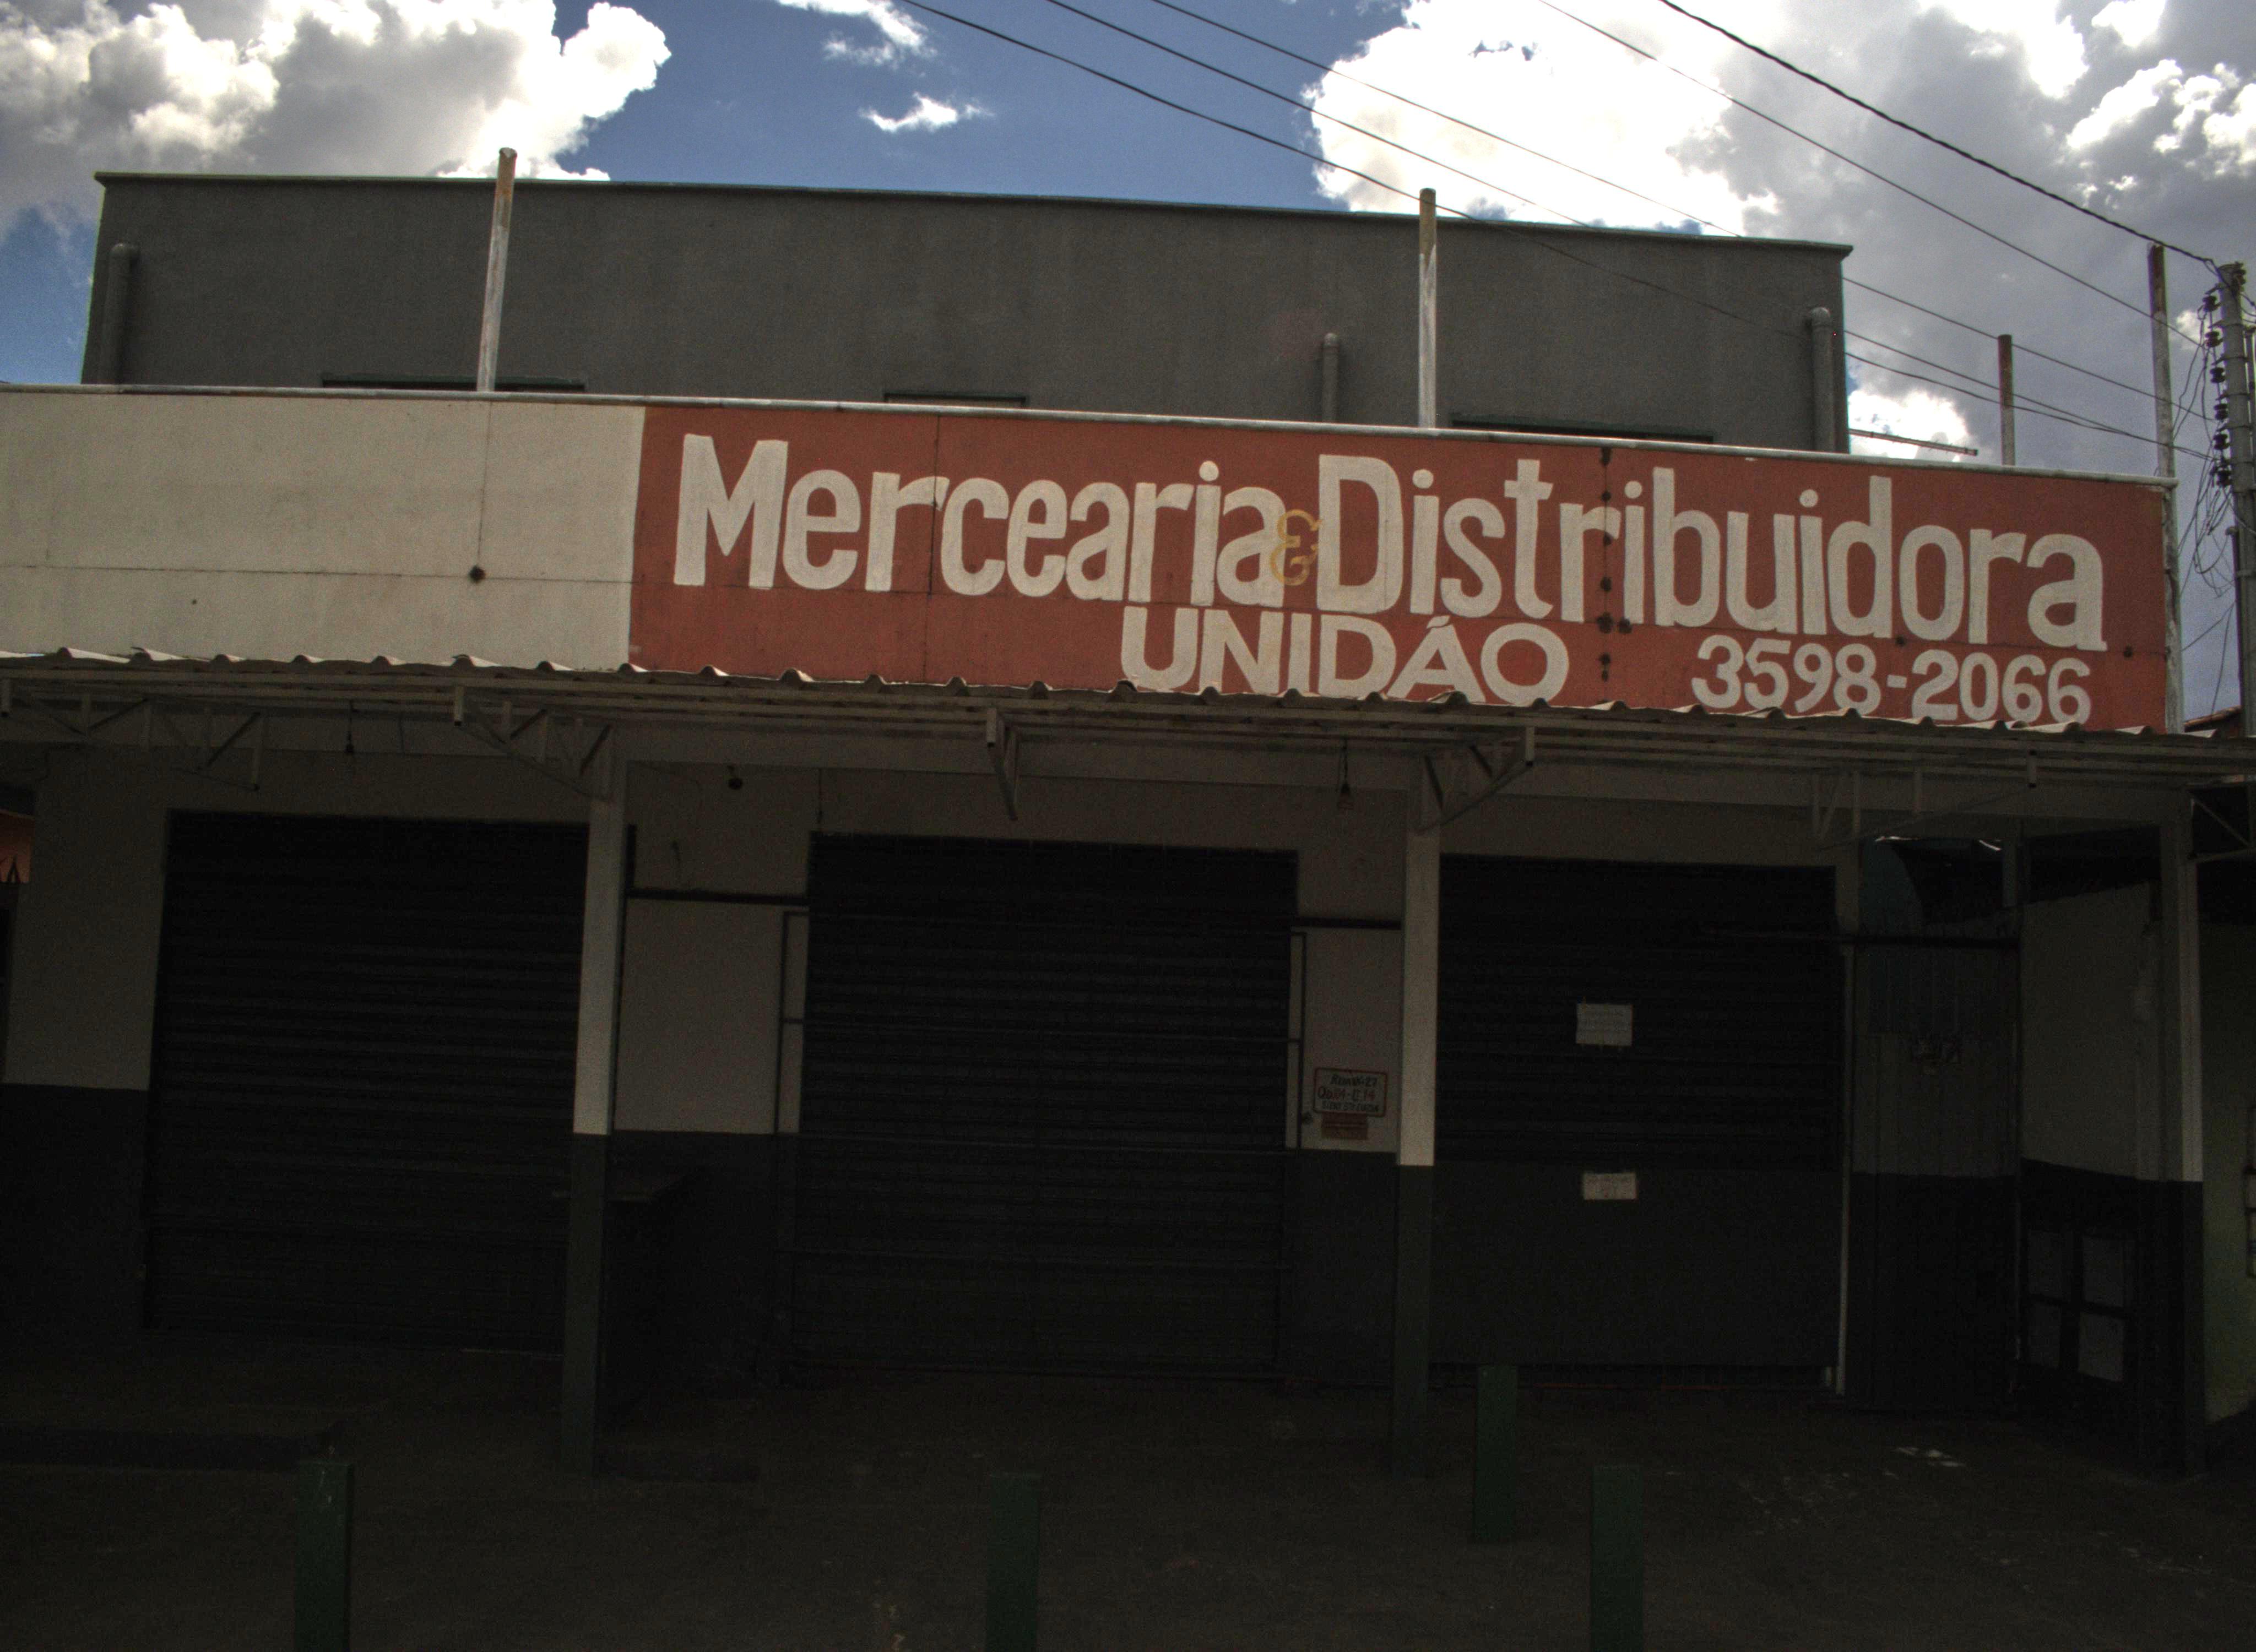 Mercearia & Distribuidora
UNIDÃO 3598-2066